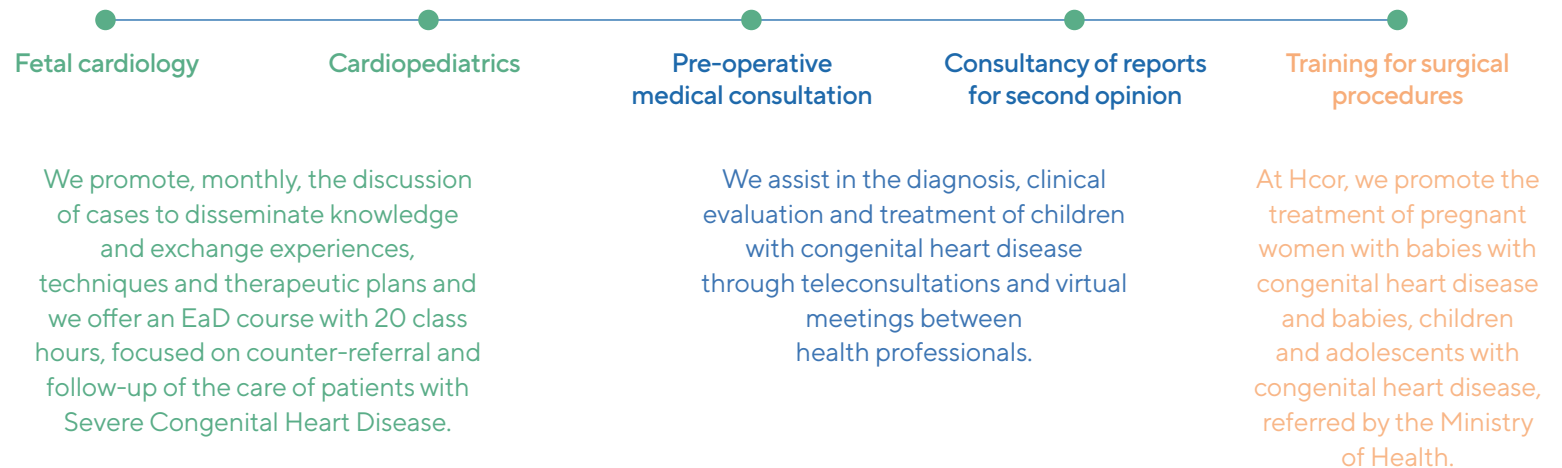 Fetal cardiology
Cardiopediatrics
Pre-operative
medical consultation
Consultancy of reports
for second opinion
Training for surgical
procedures
We promote, monthly, the discussion
of cases to disseminate knowledge
and exchange experiences,
techniques and therapeutic plans and
we offer an EaD course with 20 class
hours, focused on counter-referral and
follow-up of the care of patients with
Severe Congenital Heart Disease.
We assist in the diagnosis, clinical
evaluation and treatment of children
with congenital heart disease
through teleconsultations and virtual
meetings between
health professionals.
At Hcor, we promote the
treatment of pregnant
women with babies with
congenital heart disease
and babies, children
and adolescents with
congenital heart disease,
referred by the Ministry
of Health.